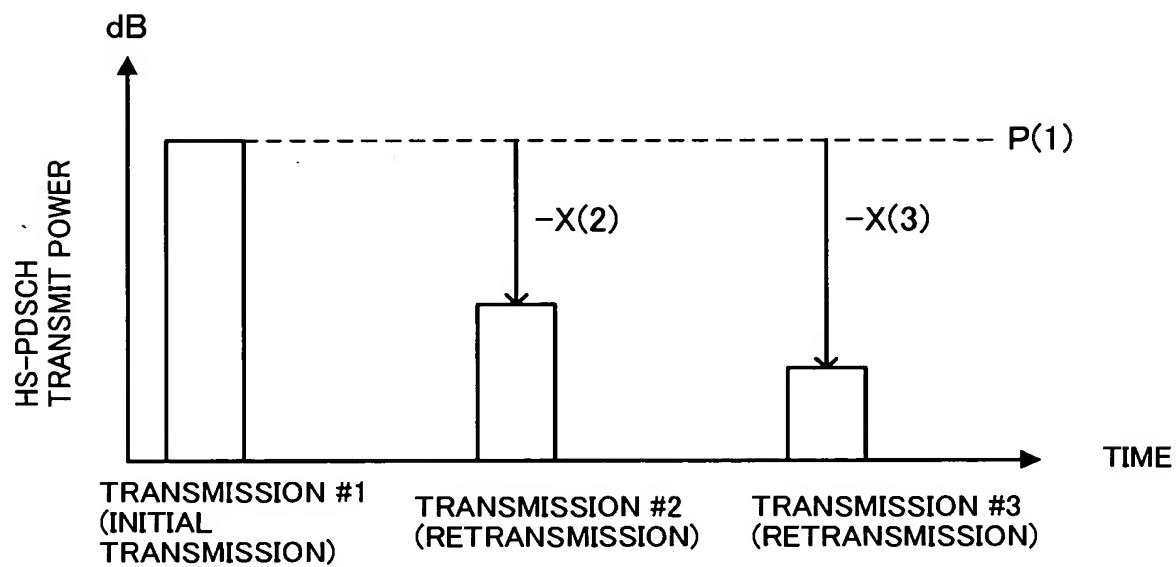 dB
HS-PDSCH
TRANSMIT POWER
P(1)
-X(2)
-X(3)
TIME
TRANSMISSION #1
(INITIAL
TRANSMISSION)
TRANSMISSION #2
(RETRANSMISSION)
TRANSMISSION #3
(RETRANSMISSION)